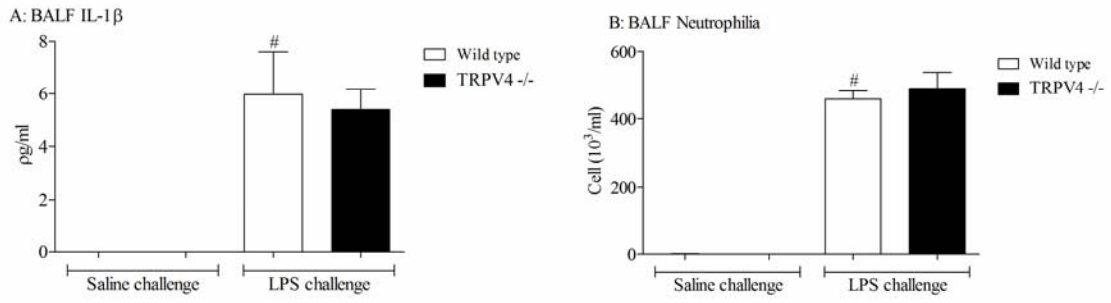 A: BALF IL-1β
8
6
4
2
0
ρg/ml
#
Wild type
TRPV4 -/-
Saline challenge
LPS challenge
B: BALF Neutrophilia
600
400
200
0
Cell (10³/ml)
#
Wild type
TRPV4 -/-
Saline challenge
LPS challenge